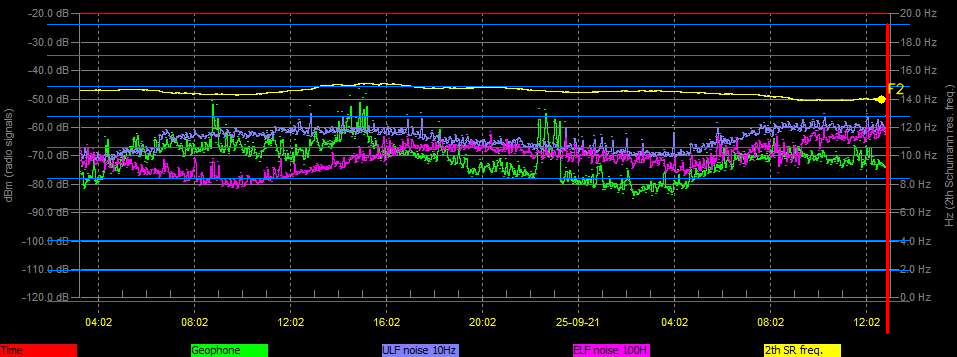 -20.0 dB 20.0 Hz
-30.0 dB 18.0 Hz
-40.0 dB 16.0 Hz
F2
-50.0 dB 14.0 Hz
-60.0 dB 12.0 Hz
-70.0 dB 10.0 Hz
-80.0 dB 8.0 Hz
-90.0 dB 6.0 Hz
-100.0 dB 4.0 Hz
-110.0 dB 2.0 Hz
-120.0 dB 0.0 Hz
dBm (radio signals)
Hz (2th Schumann res. freq.)
04:02 08:02 12:02 16:02 20:02 25-09-21 04:02 08:02 12:02
Time Geophone ULF noise 10Hz ELF noise 100H 2th SR freq.